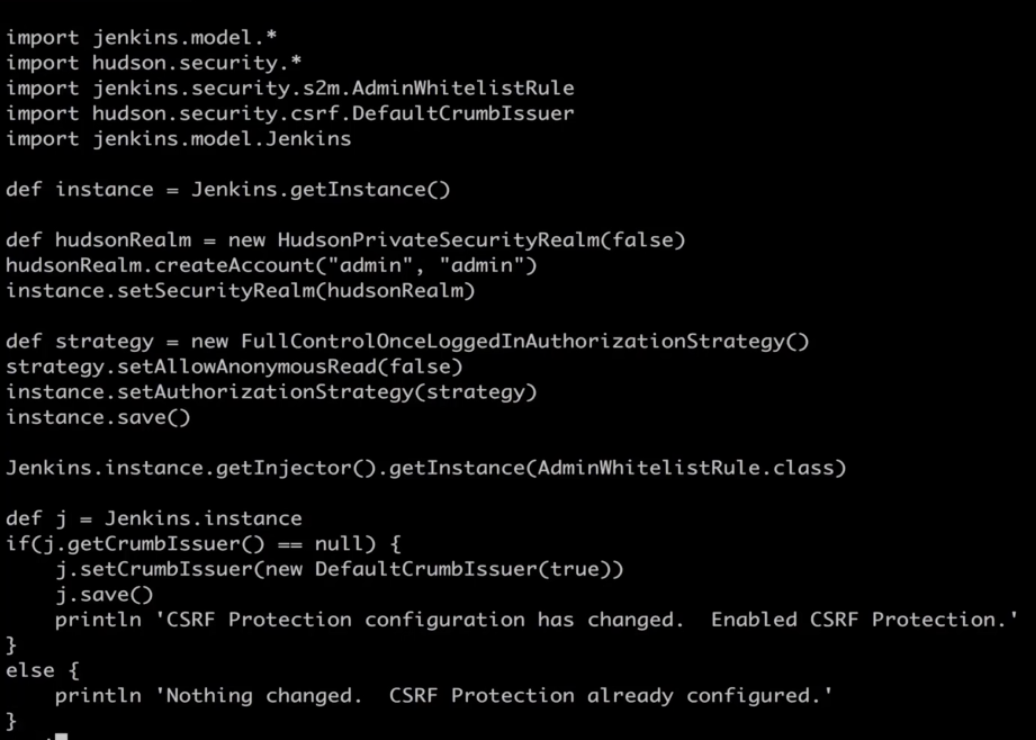 import jenkins.model.*
import hudson.security.*
import jenkins.security.s2m.AdminWhitelistRule
import hudson.security.csrf.DefaultCrumbIssuer
import jenkins.model.Jenkins

def instance = Jenkins.getInstance()

def hudsonRealm = new HudsonPrivateSecurityRealm(false)
hudsonRealm.createAccount("admin", "admin")
instance.setSecurityRealm(hudsonRealm)

def strategy = new FullControlOnceLoggedInAuthorizationStrategy()
strategy.setAllowAnonymousRead(false)
instance.setAuthorizationStrategy(strategy)
instance.save()

Jenkins.instance.getInjector().getInstance(AdminWhitelistRule.class)

def j = Jenkins.instance
if(j.getCrumbIssuer() == null) {
    j.setCrumbIssuer(new DefaultCrumbIssuer(true))
    j.save()
    println 'CSRF Protection configuration has changed.  Enabled CSRF Protection.'
}
else {
    println 'Nothing changed.  CSRF Protection already configured.'
}